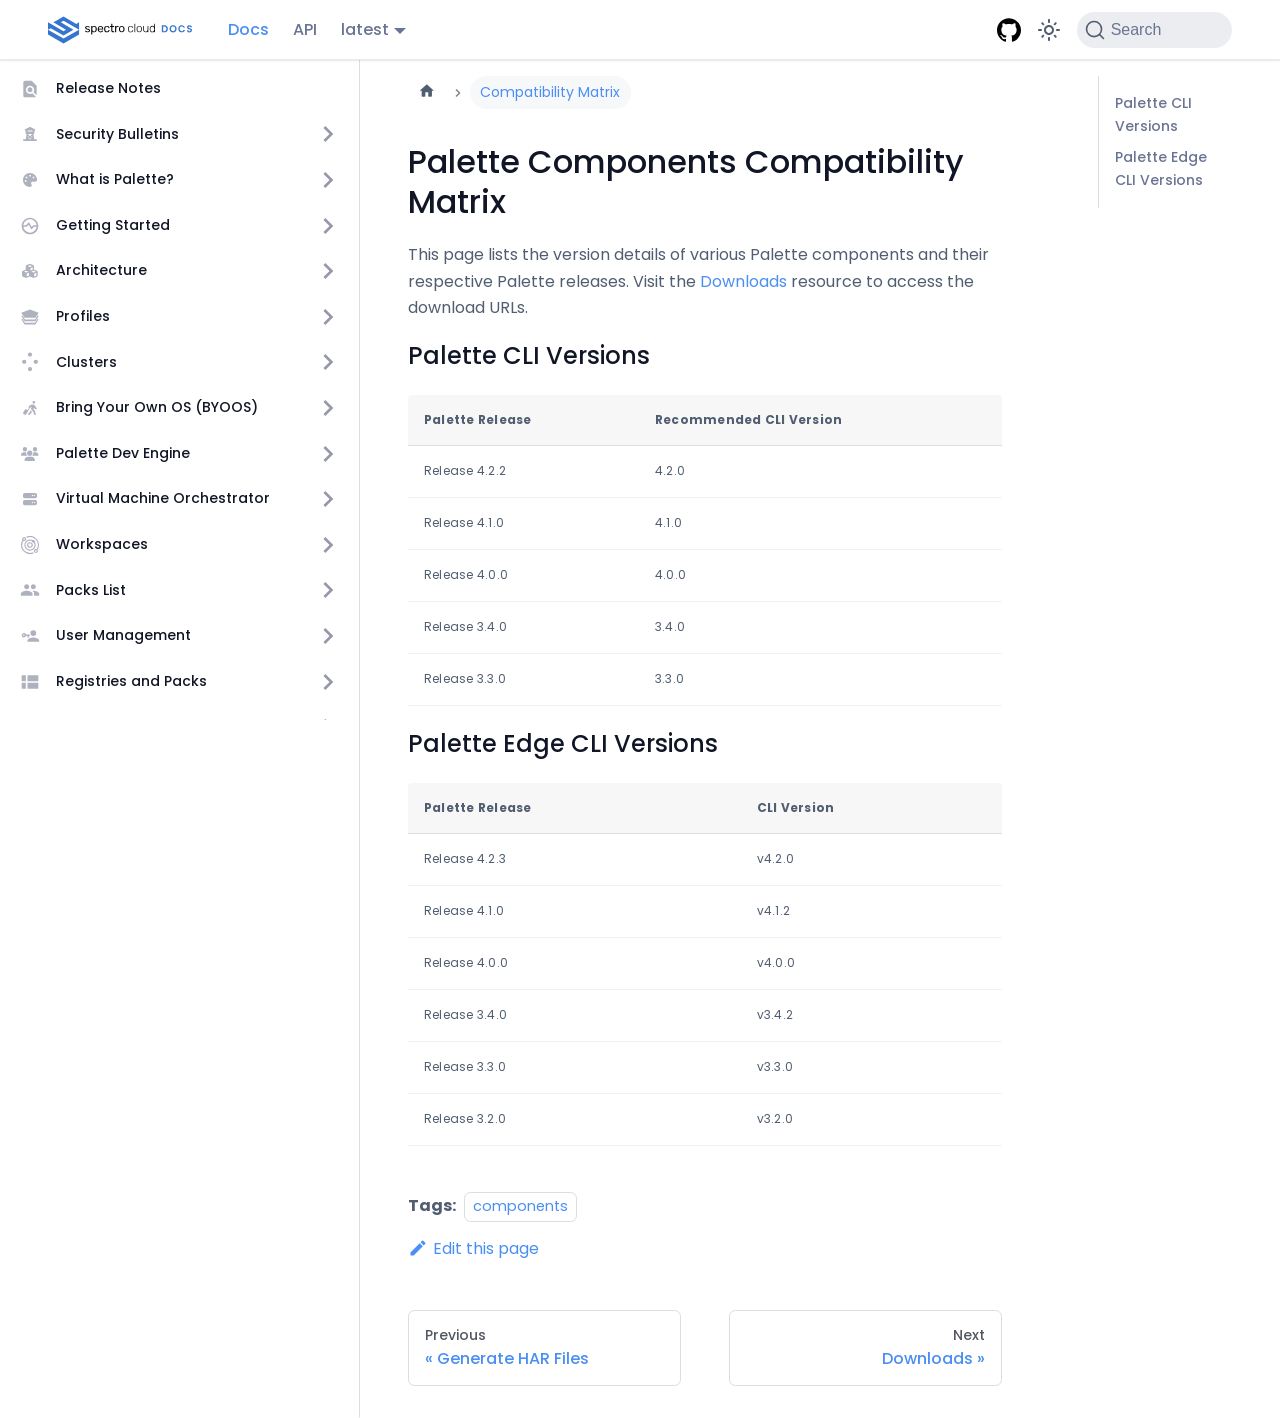 spectro cloud DOCS
Docs
API
latest
Search
Release Notes
Security Bulletins
What is Palette?
Getting Started
Architecture
Profiles
Clusters
Bring Your Own OS (BYOOS)
Palette Dev Engine
Virtual Machine Orchestrator
Workspaces
Packs List
User Management
Registries and Packs
Compatibility Matrix
Palette Components Compatibility
Matrix
This page lists the version details of various Palette components and their
respective Palette releases. Visit the Downloads resource to access the
download URLs.
Palette CLI Versions
Palette Release Recommended CLI Version
Release 4.2.2 4.2.0
Release 4.1.0 4.1.0
Release 4.0.0 4.0.0
Release 3.4.0 3.4.0
Release 3.3.0 3.3.0
Palette Edge CLI Versions
Palette Release CLI Version
Release 4.2.3 v4.2.0
Release 4.1.0 v4.1.2
Release 4.0.0 v4.0.0
Release 3.4.0 v3.4.2
Release 3.3.0 v3.3.0
Release 3.2.0 v3.2.0
Tags: components
Edit this page
Previous
« Generate HAR Files
Next
Downloads »
Palette CLI
Versions
Palette Edge
CLI Versions